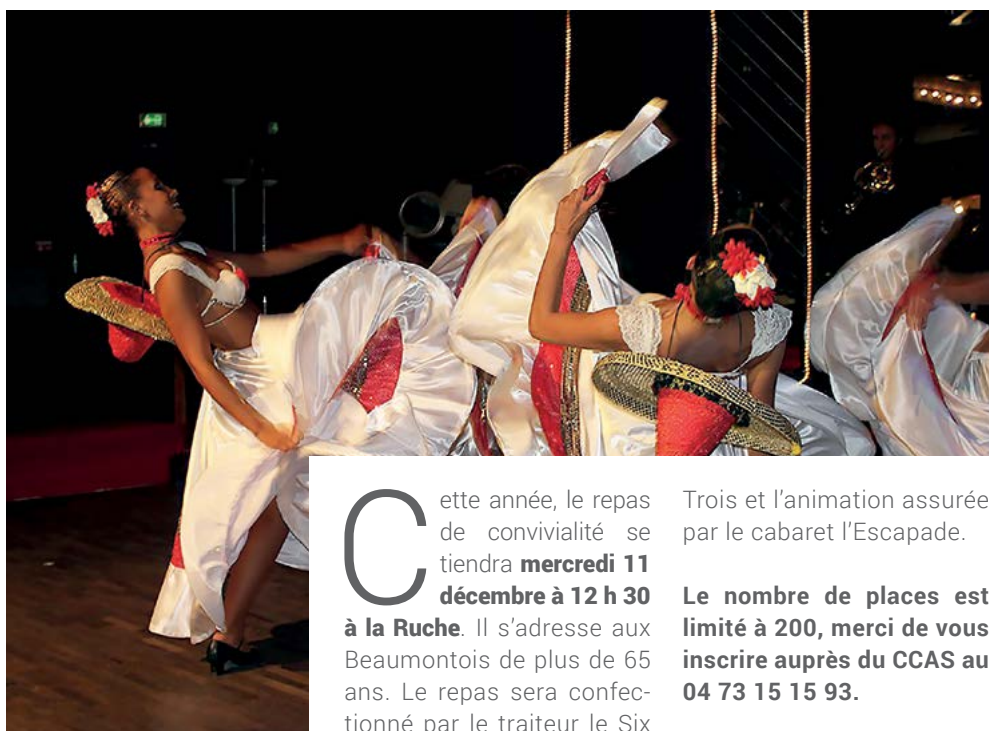 Cette année, le repas
de convivialité se
tiendra mercredi 11
décembre à 12 h 30
à la Ruche. Il s’adresse aux
Beaumontois de plus de 65
ans. Le repas sera confec-
tionné par le traiteur le Six
Trois et l’animation assurée
par le cabaret l’Escapade.
Le nombre de places est
limité à 200, merci de vous
inscrire auprès du CCAS au
04 73 15 15 93.